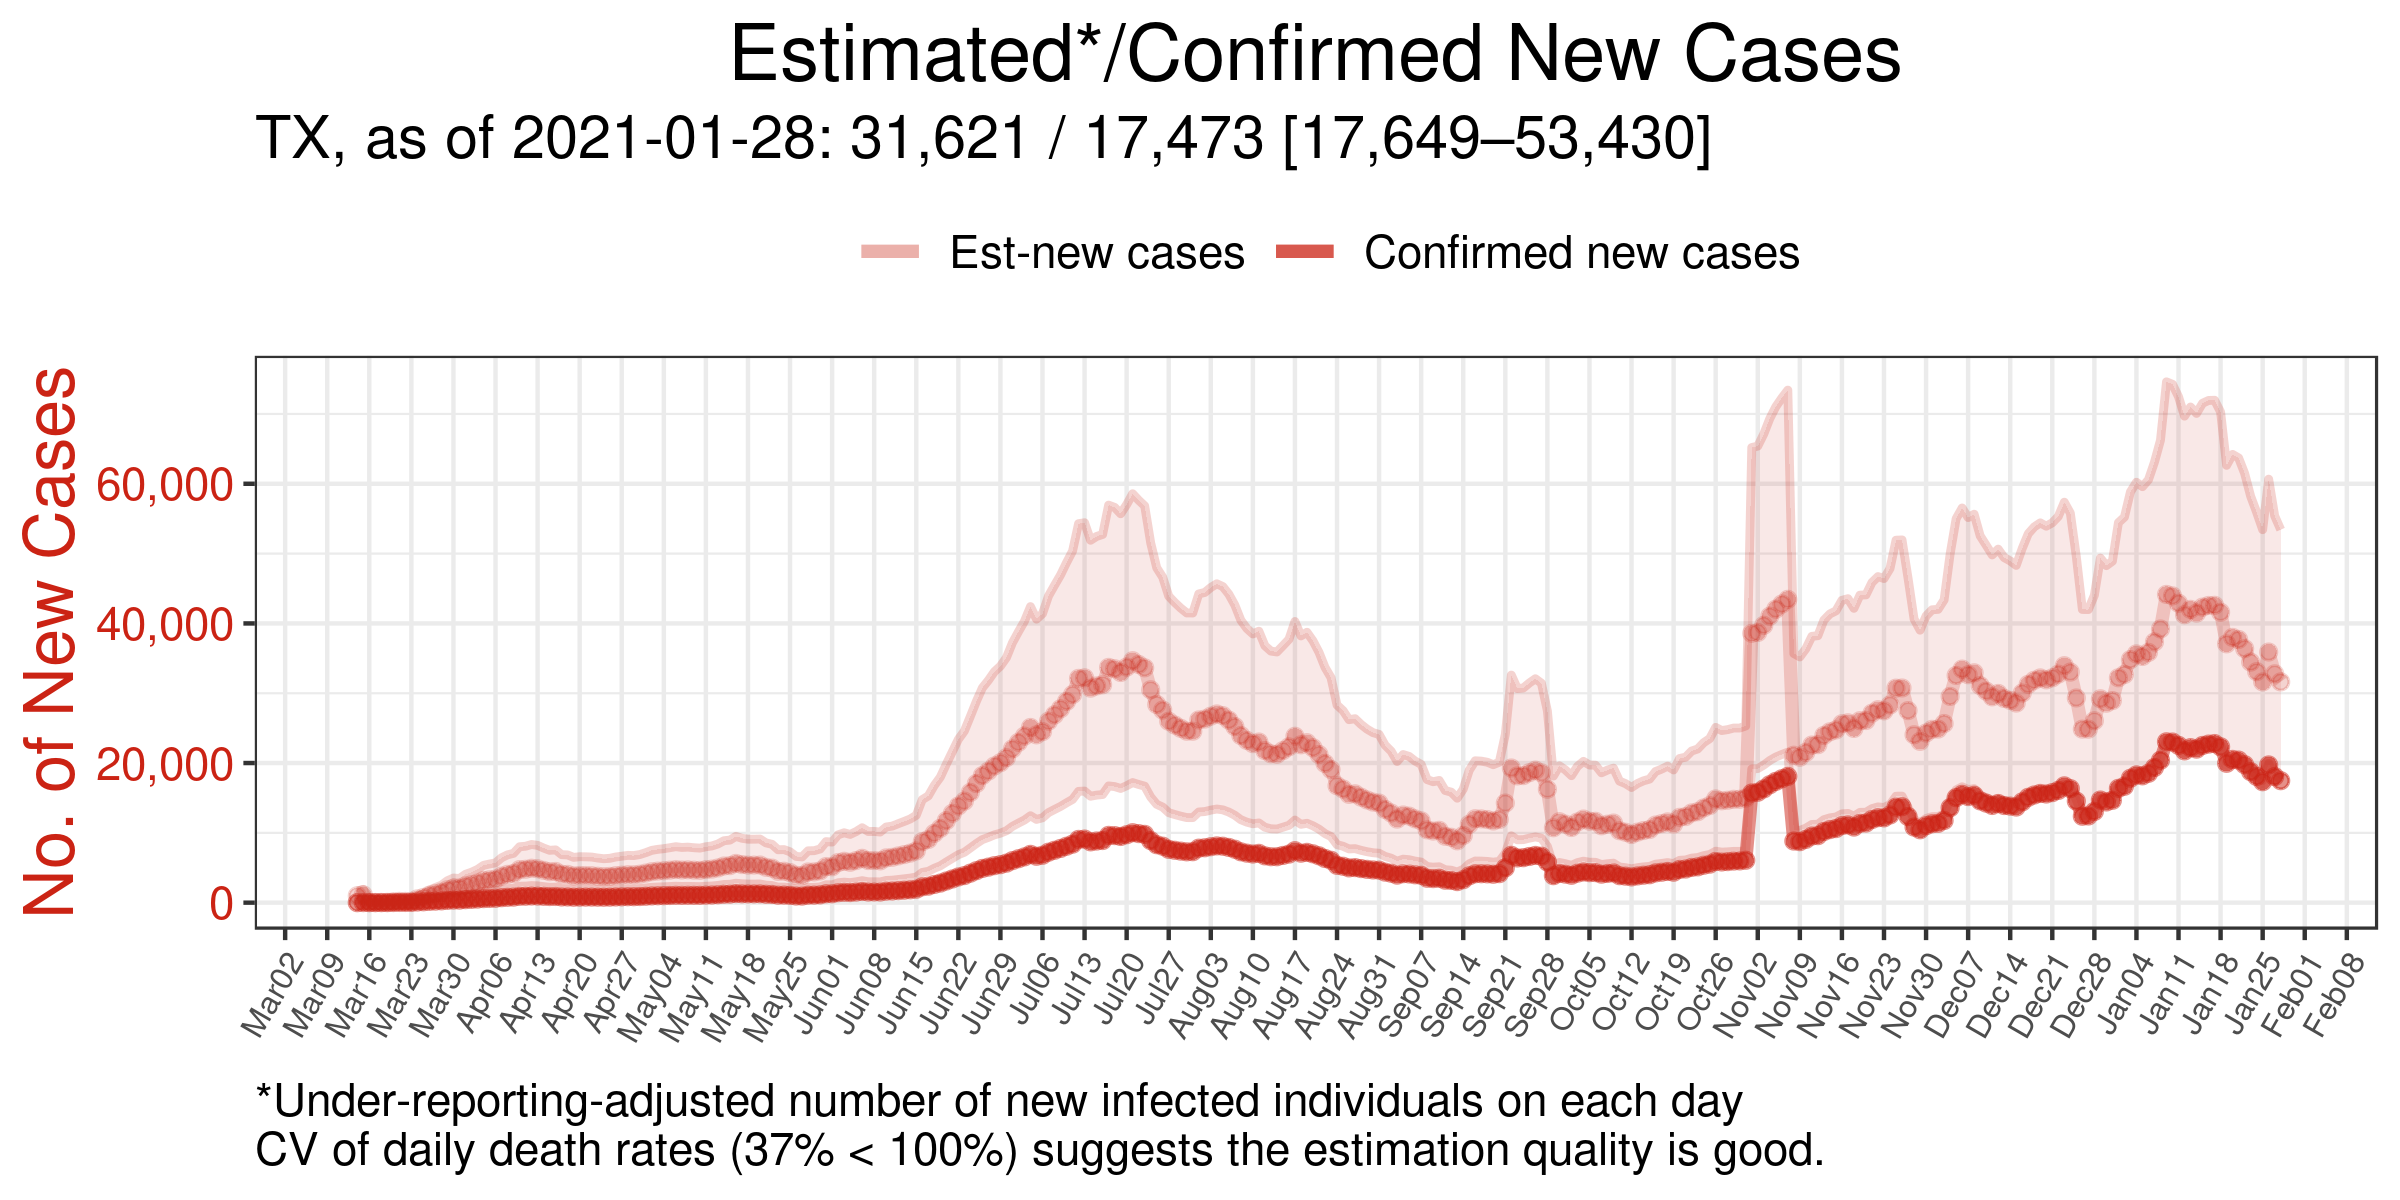 Estimated*/Confirmed New Cases
TX, as of 2021-01-28: 31,621 / 17,473 [17,649–53,430]
Est-new cases Confirmed new cases
No. of New Cases
60,000
40,000
20,000
0
Mar02 Mar09 Mar16 Mar23 Mar30 Apr06 Apr13 Apr20 Apr27 May04 May11 May18 May25 Jun01 Jun08 Jun15 Jun22 Jun29 Jul06 Jul13 Jul20 Jul27 Aug03 Aug10 Aug17 Aug24 Aug31 Sep07 Sep14 Sep21 Sep28 Oct05 Oct12 Oct19 Oct26 Nov02 Nov09 Nov16 Nov23 Nov30 Dec07 Dec14 Dec21 Dec28 Jan04 Jan11 Jan18 Jan25 Feb01 Feb08
*Under-reporting-adjusted number of new infected individuals on each day
CV of daily death rates (37% < 100%) suggests the estimation quality is good.